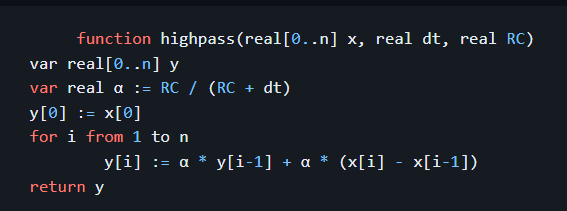 function highpass(real[0..n] x, real dt, real RC)
var real[0..n] y
var real α := RC / (RC + dt)
y[0] := x[0]
for i from 1 to n
y[i] := α * y[i-1] + α * (x[i] - x[i-1])
return y